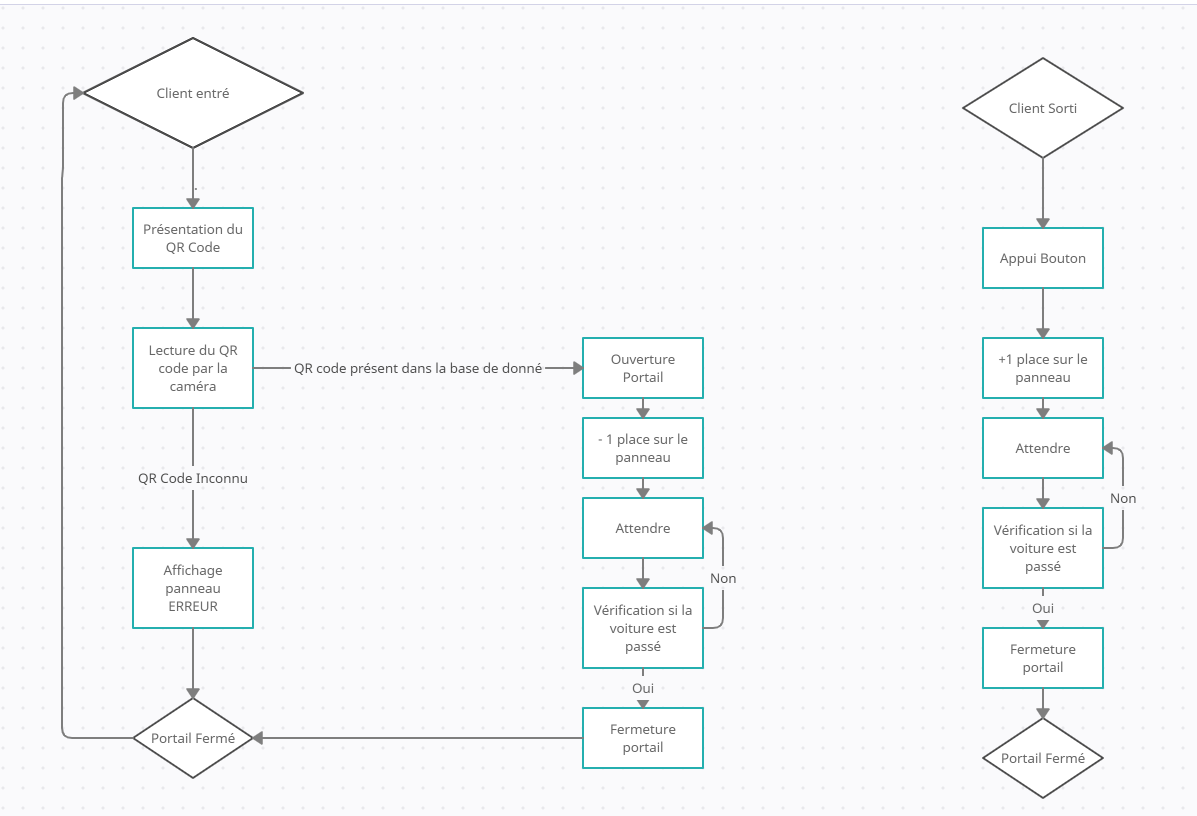 Client entré
Présentation du
QR Code
Lecture du QR
code par la
caméra
QR code présent dans la base de donné
QR Code Inconnu
Affichage
panneau
ERREUR
Portail Fermé
Ouverture
Portail
- 1 place sur le
panneau
Attendre
Non
Vérification si la
voiture est
passé
Oui
Fermeture
portail
Client Sorti
Appui Bouton
+1 place sur le
panneau
Attendre
Non
Vérification si la
voiture est
passé
Oui
Fermeture
portail
Portail Fermé